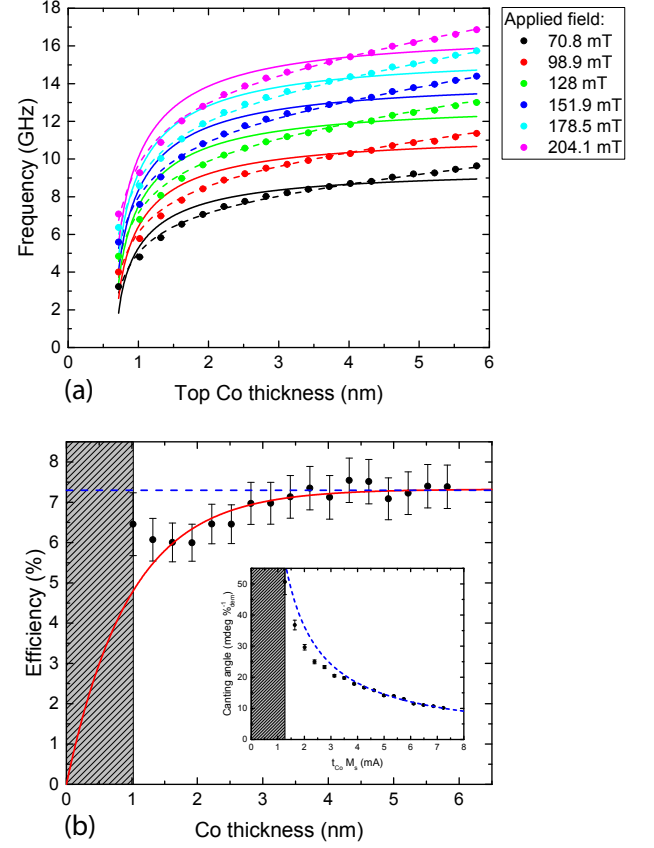 18
16
14
12
10
8
6
4
2
0
Frequency (GHz)
0 1 2 3 4 5 6
(a)
Top Co thickness (nm)
Applied field:
70.8 mT
98.9 mT
128 mT
151.9 mT
178.5 mT
204.1 mT
8
7
6
5
4
3
2
1
0
Efficiency (%)
50
40
30
20
10
0
Canting angle (mdeg %⁻¹dem)
0 1 2 3 4 5 6 7 8
tCo Ms (mA)
0 1 2 3 4 5 6
(b)
Co thickness (nm)